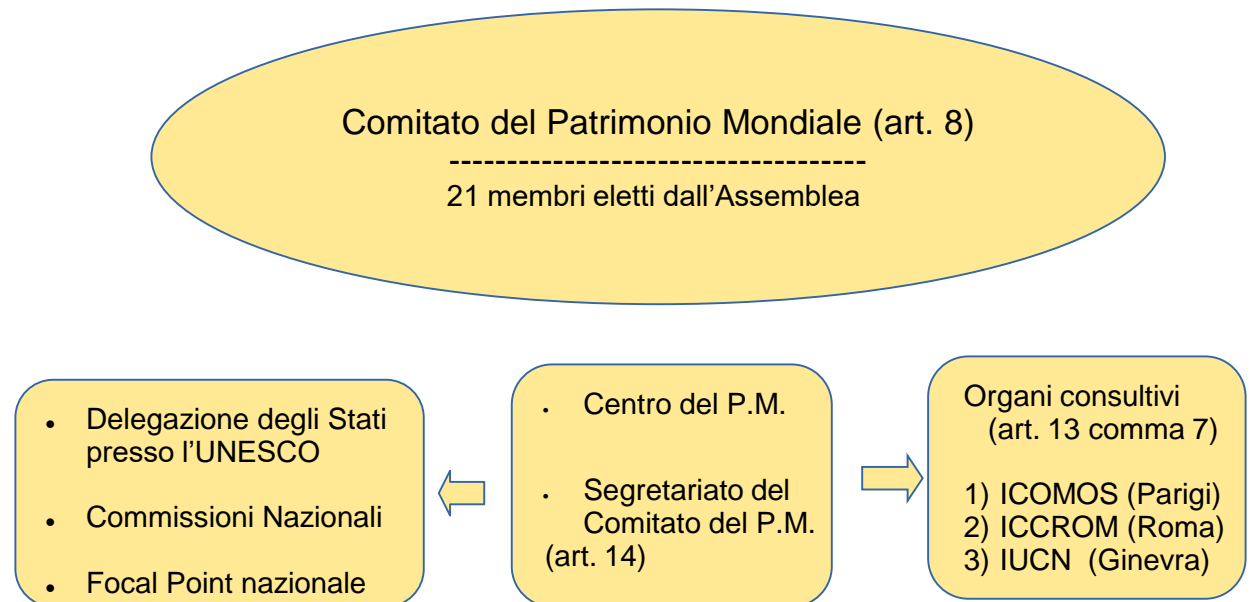 Comitato del Patrimonio Mondiale (art. 8)
------------------------------------
21 membri eletti dall’Assemblea
• Delegazione degli Stati
presso l’UNESCO
• Commissioni Nazionali
• Focal Point nazionale
• Centro del P.M.
• Segretariato del
Comitato del P.M.
(art. 14)
Organi consultivi
(art. 13 comma 7)
1) ICOMOS (Parigi)
2) ICCROM (Roma)
3) IUCN (Ginevra)